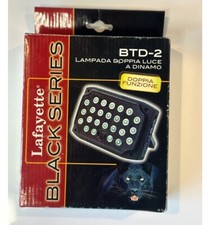 BTD-2
LAMPADA DOPPIA LUCE
A DINAMO
DOPPIA
FUNZIONE
Lafayette
BLACK SERIES